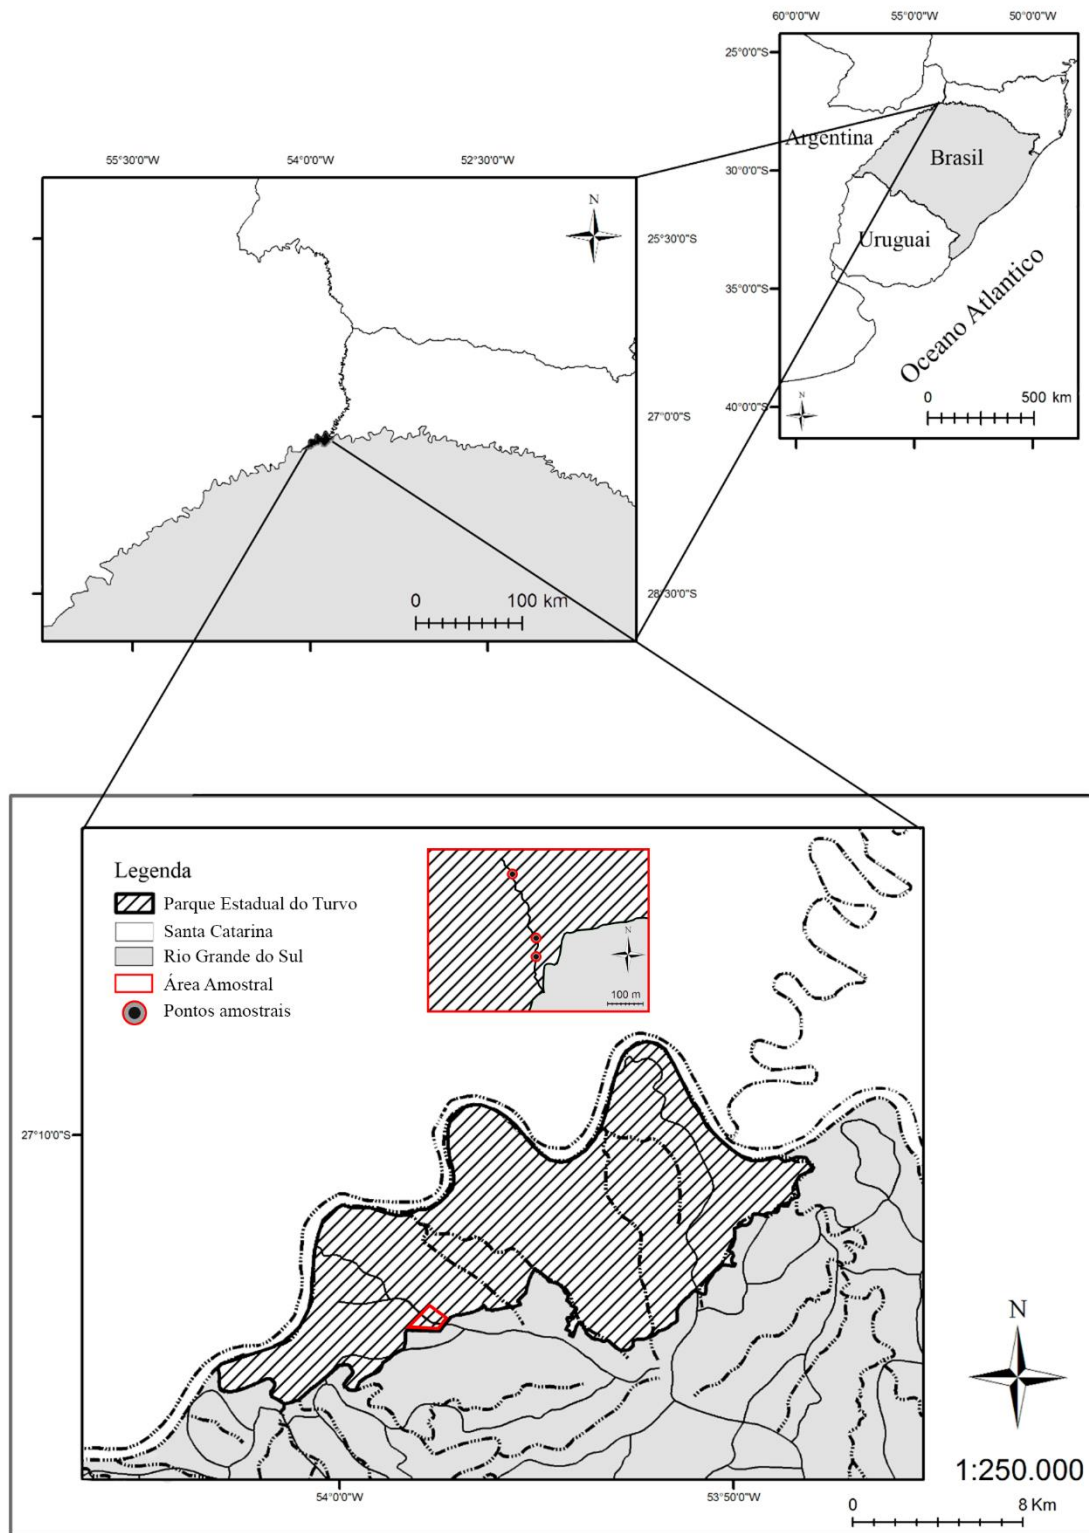 60°0'0"W 55°0'0"W 50°0'0"W
25°0'0"S
Argentina
Brasil
30°0'0"S
Uruguai
35°0'0"S
Oceano Atlantico
0 500 km
N
40°0'0"S
55°30'0"W 54°0'0"W 52°30'0"W
N
25°30'0"S
27°0'0"S
0 100 km
28°30'0"S
Legenda
Parque Estadual do Turvo
Santa Catarina
Rio Grande do Sul
Área Amostral
Pontos amostrais
N
100 m
27°10'0"S
N
1:250.000
54°0'0"W 53°50'0"W
0 8 Km